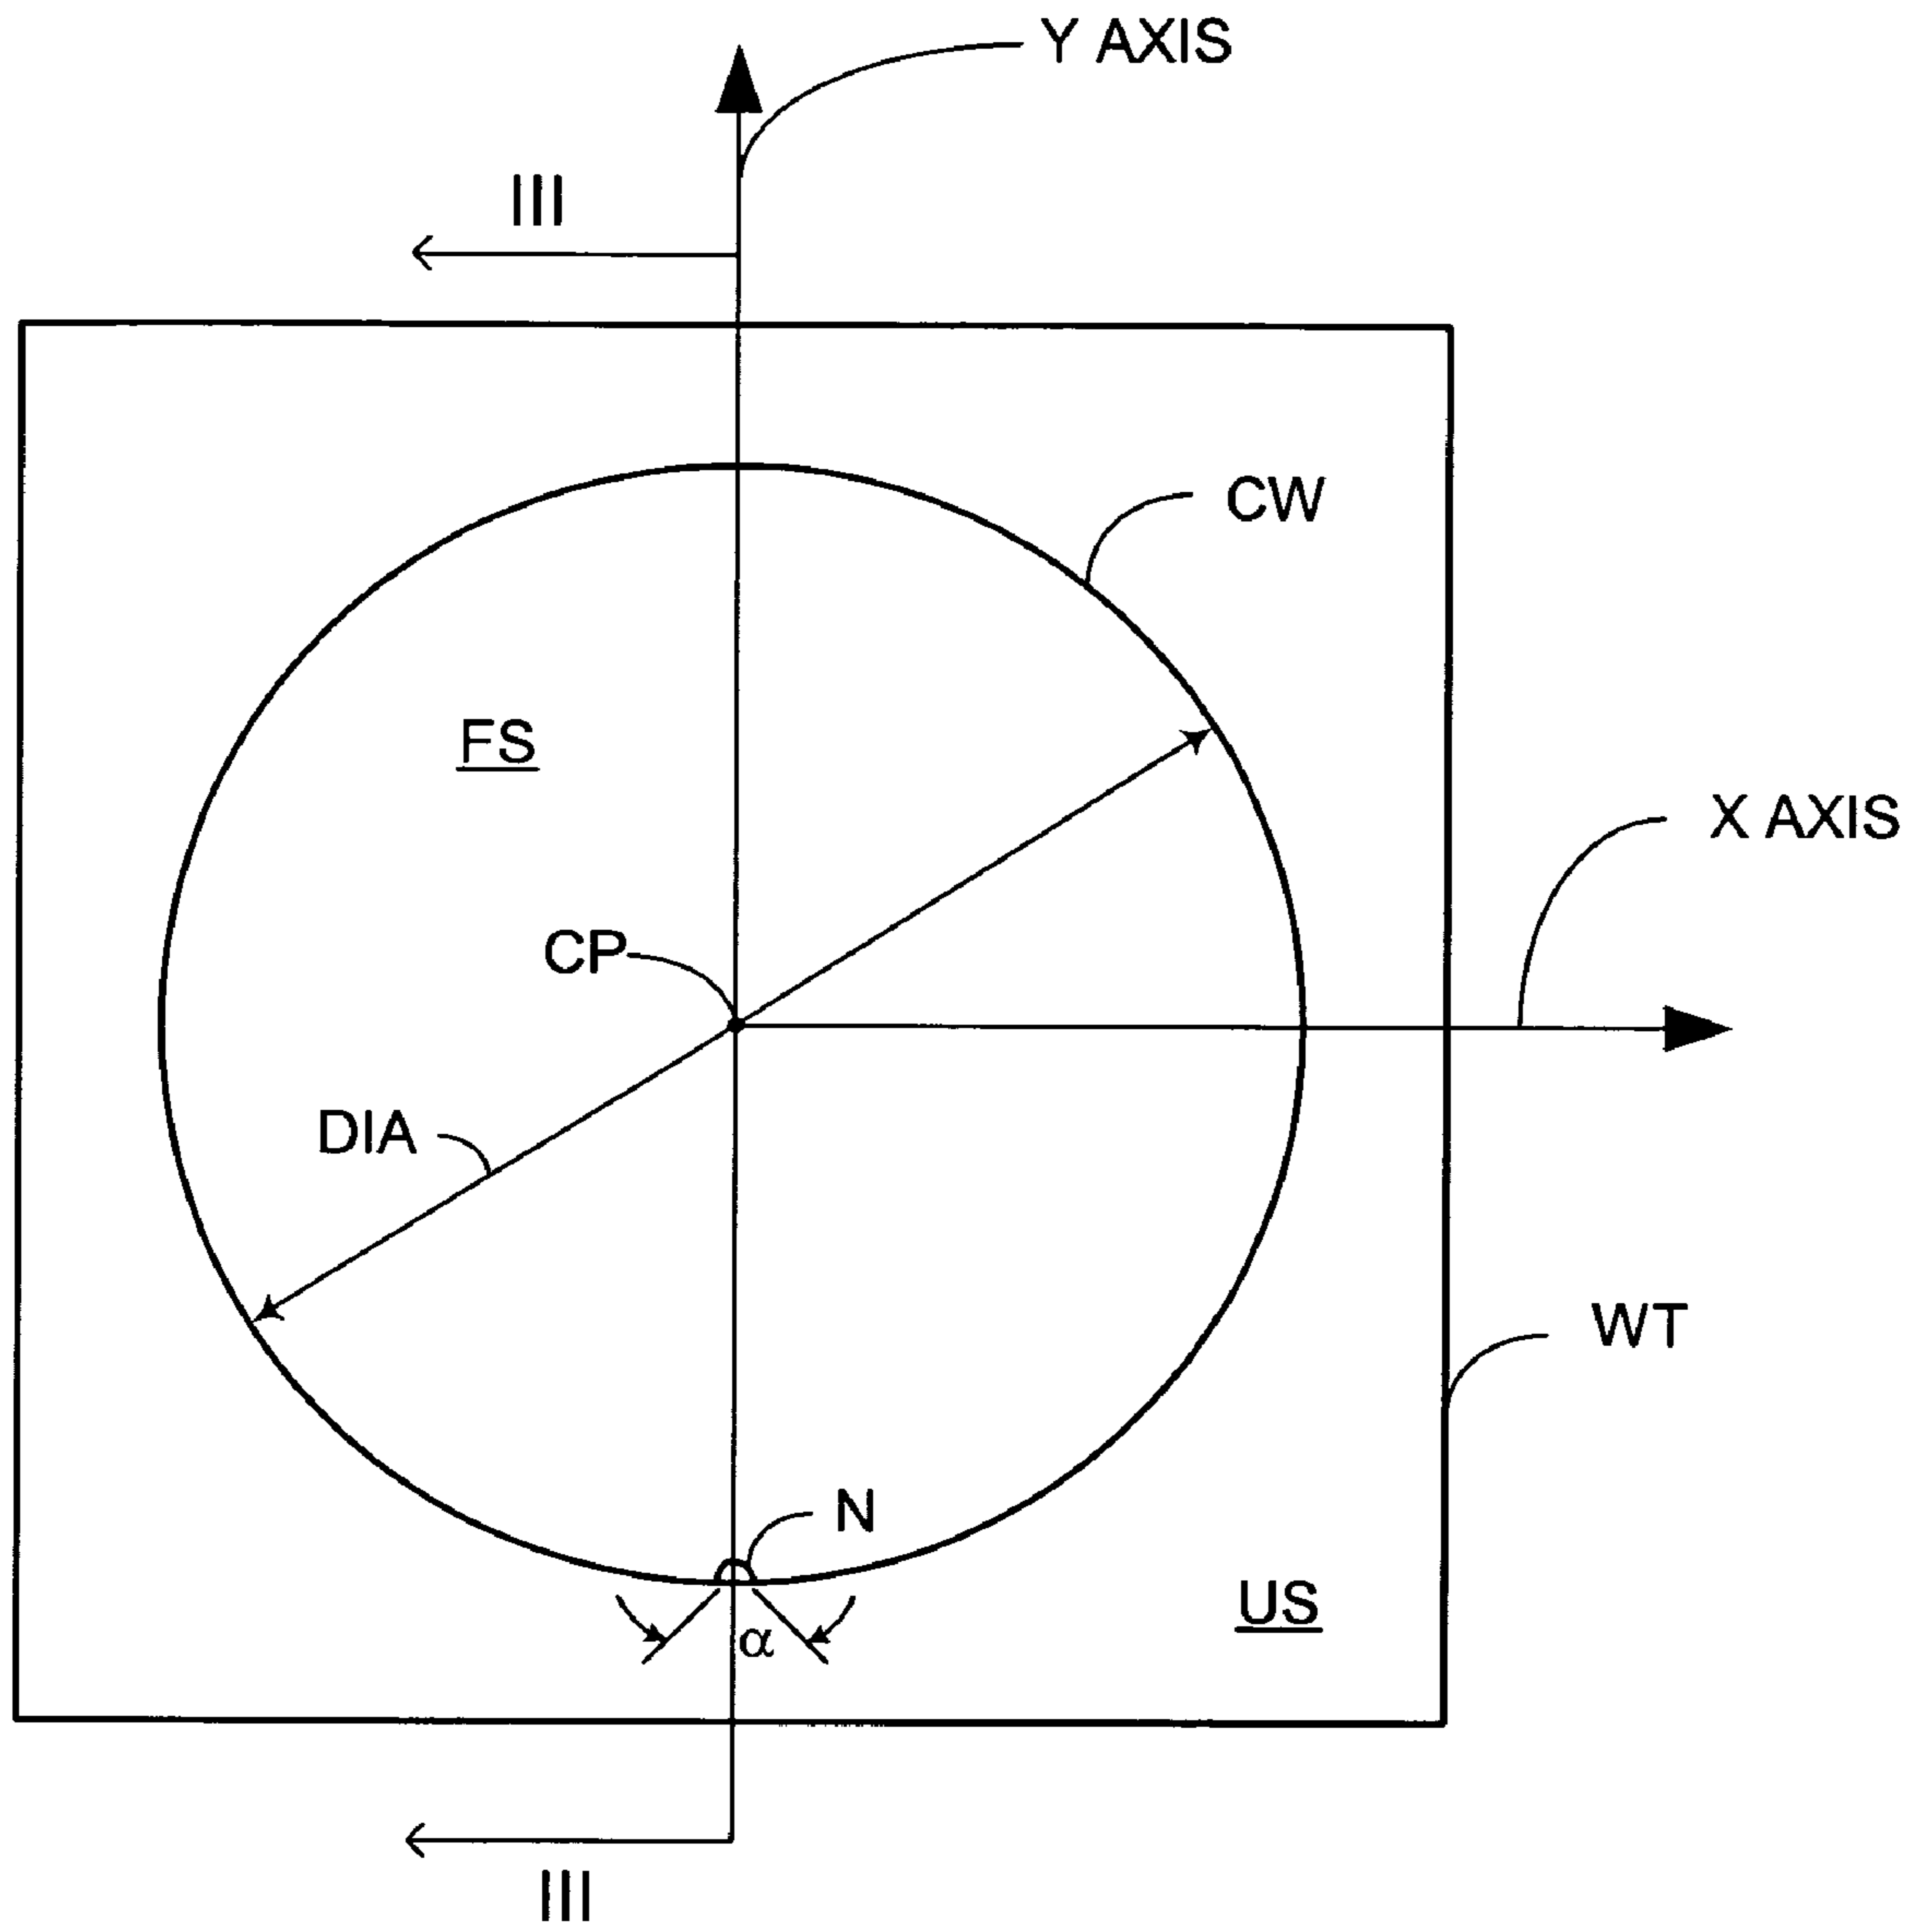 Y AXIS
III
CW
FS
X AXIS
CP
DIA
WT
N
US
α
III